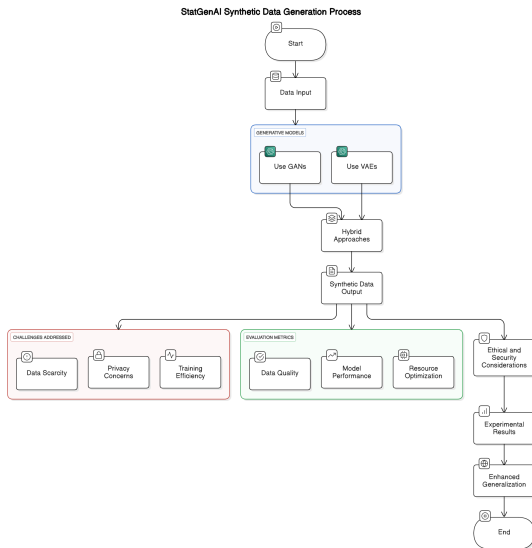 StatGenAI Synthetic Data Generation Process
Start
Data Input
GENERATIVE MODELS
Use GANs
Use VAEs
Hybrid
Approaches
Synthetic Data
Output
CHALLENGES ADDRESSED
Data Scarcity
Privacy
Concerns
Training
Efficiency
EVALUATION METRICS
Data Quality
Model
Performance
Resource
Optimization
Ethical and
Security
Considerations
Experimental
Results
Enhanced
Generalization
End